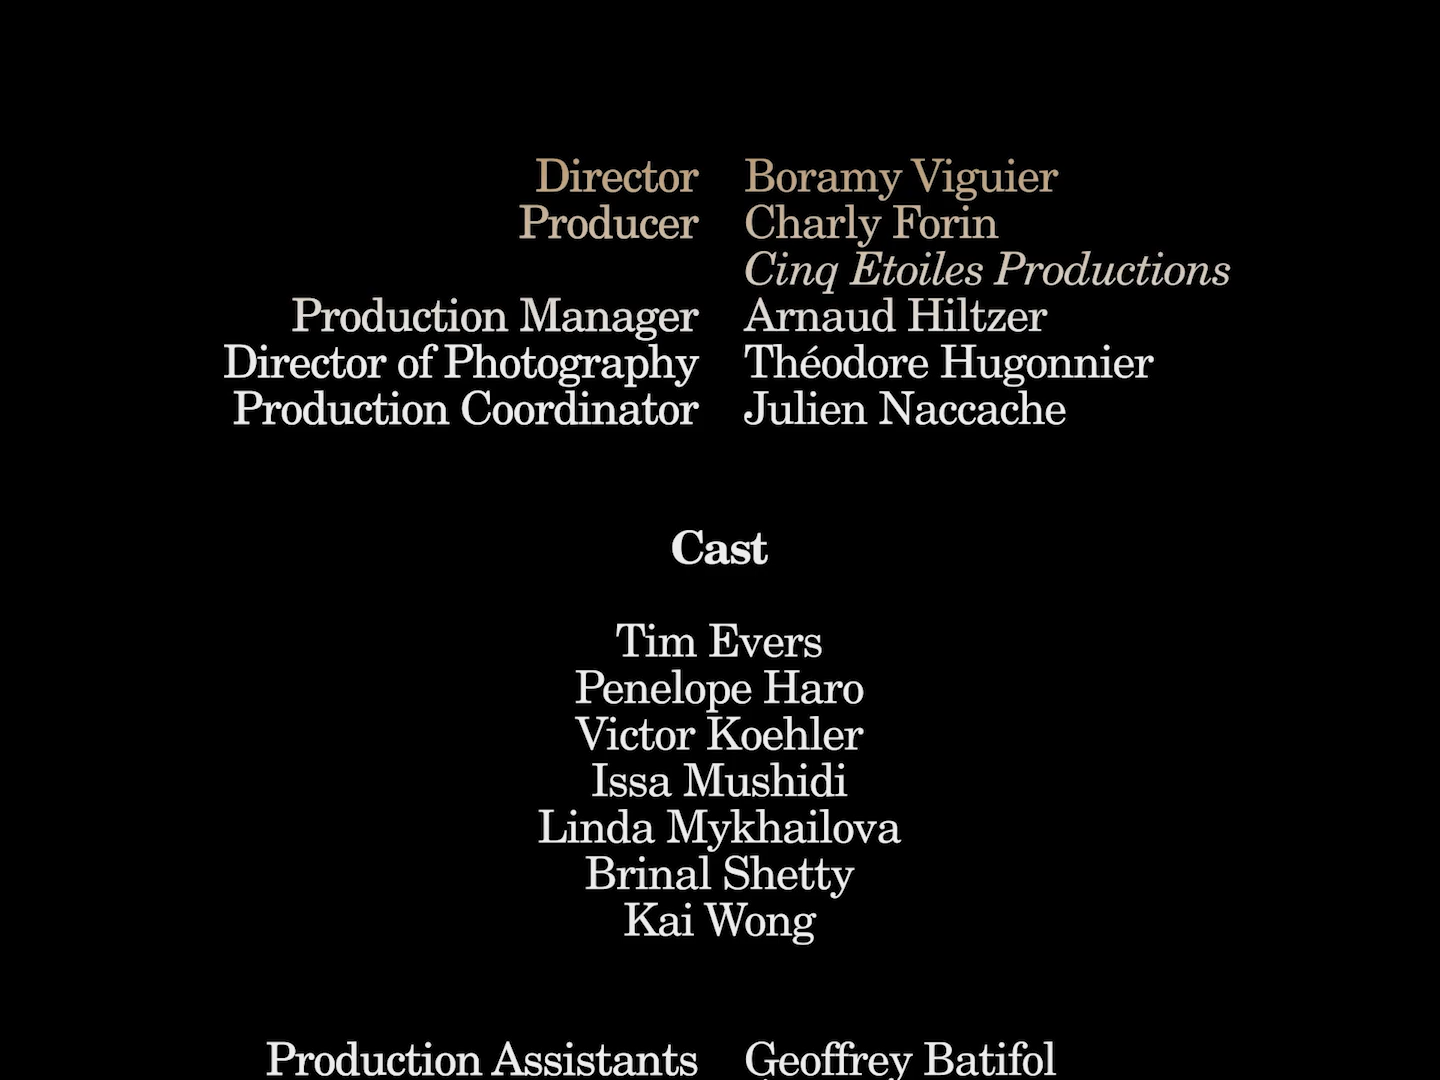 Director Boramy Viguier
Producer Charly Forin
Cinq Etoiles Productions
Production Manager Arnaud Hiltzer
Director of Photography Théodore Hugonnier
Production Coordinator Julien Naccache
Cast
Tim Evers
Penelope Haro
Victor Koehler
Issa Mushidi
Linda Mykhailova
Brinal Shetty
Kai Wong
Production Assistants Geoffrey Batifol